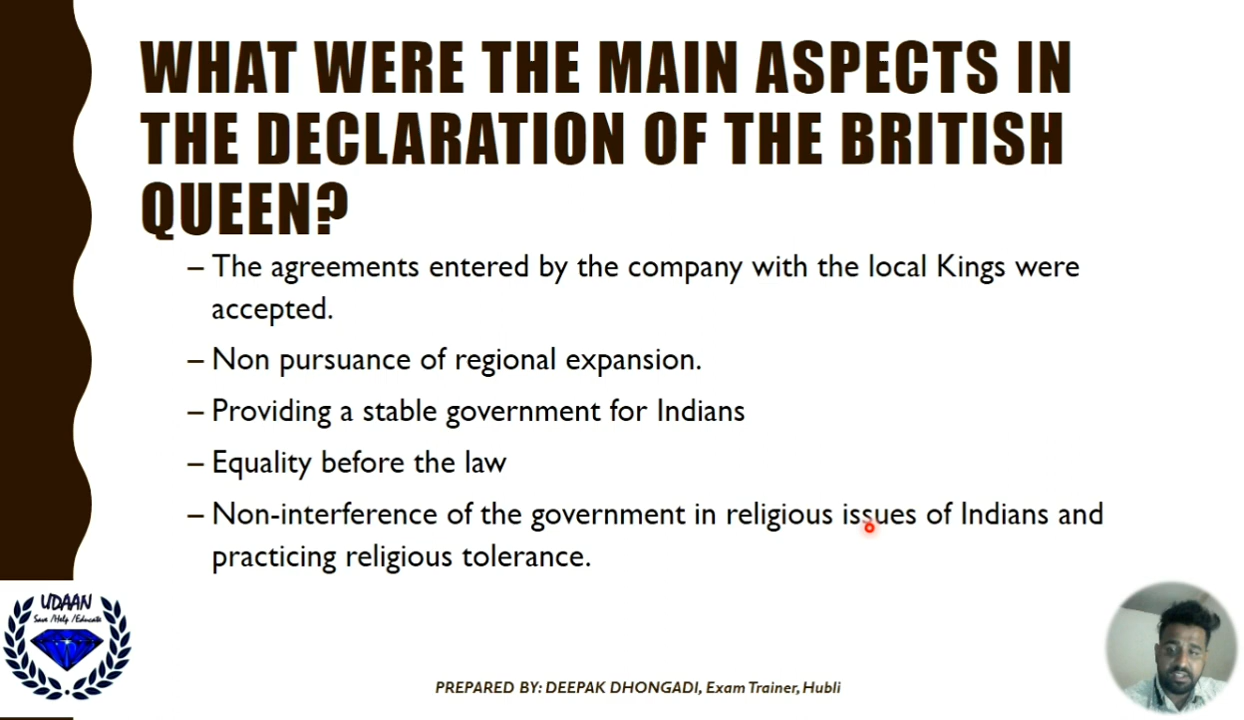 WHAT WERE THE MAIN ASPECTS IN
THE DECLARATION OF THE BRITISH
QUEEN?
– The agreements entered by the company with the local Kings were
accepted.
– Non pursuance of regional expansion.
– Providing a stable government for Indians
– Equality before the law
– Non-interference of the government in religious issues of Indians and
practicing religious tolerance.
UDAAN
Save /Help /Educate
PREPARED BY: DEEPAK DHONGADI, Exam Trainer, Hubli